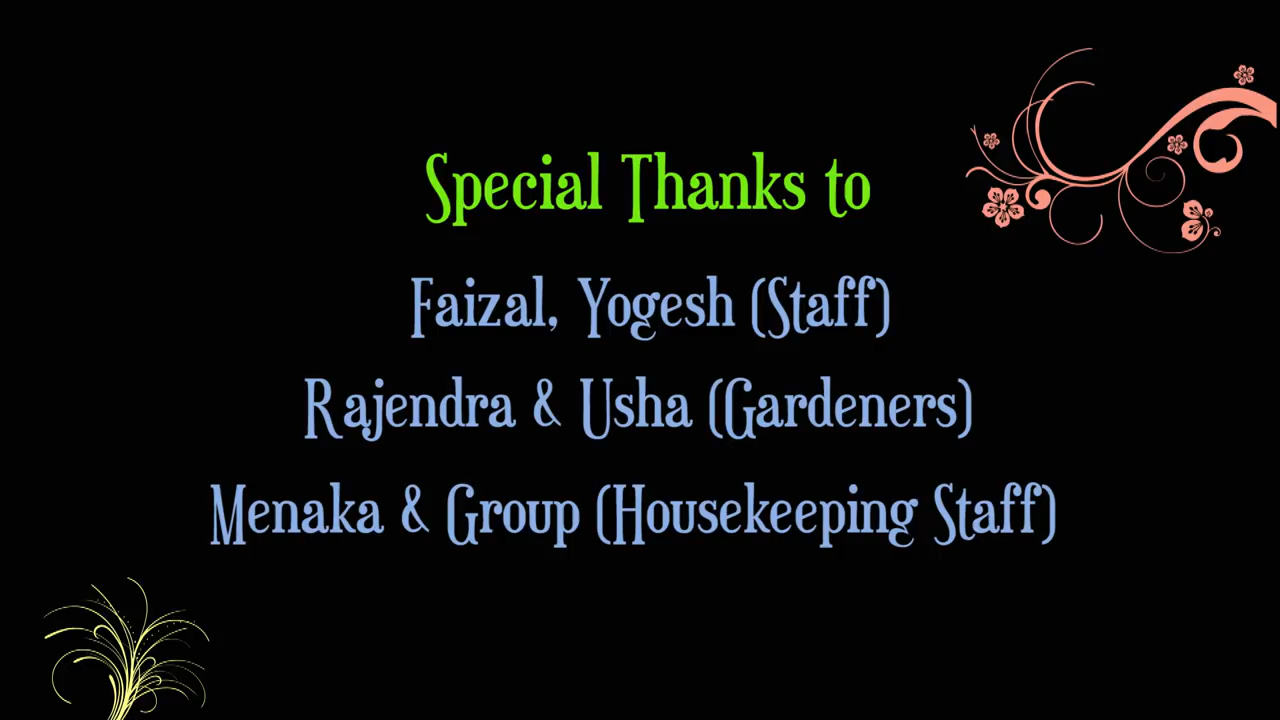 Special Thanks to
Faizal, Yogesh (Staff)
Rajendra & Usha (Gardeners)
Menaka & Group (Housekeeping Staff)